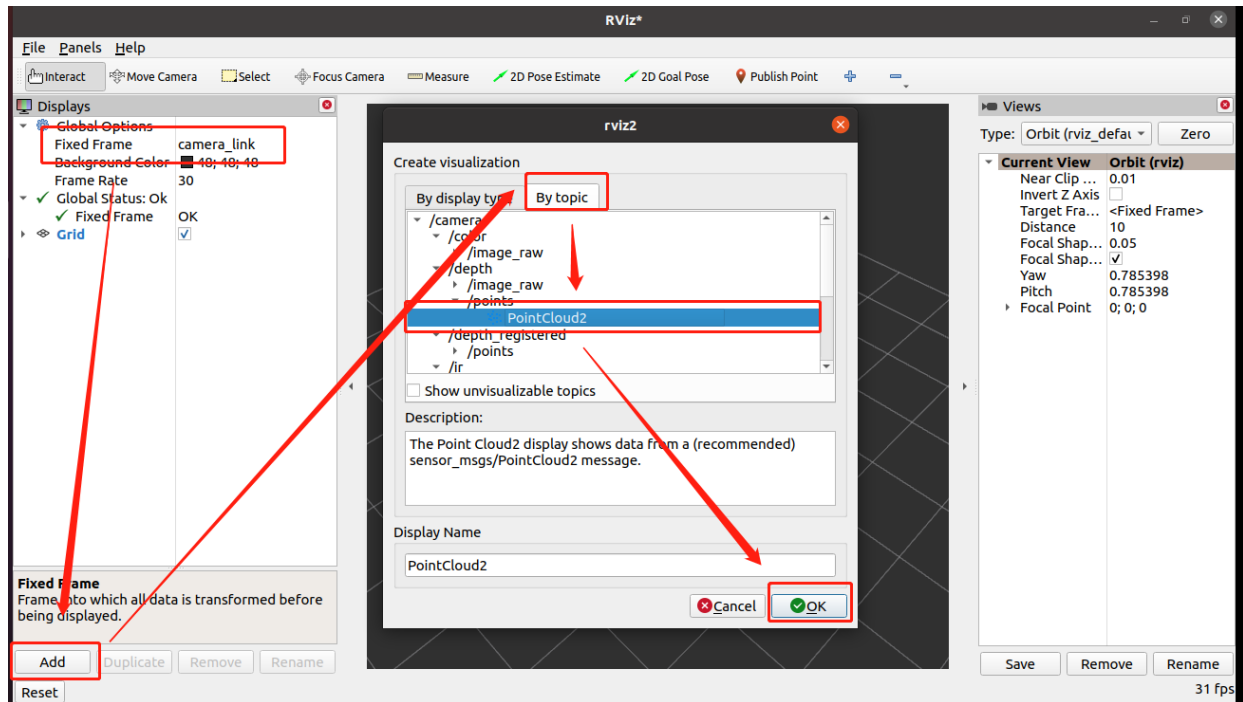 RViz*
File Panels Help
Interact Move Camera Select Focus Camera Measure 2D Pose Estimate 2D Goal Pose Publish Point
Displays
Global Options
Fixed Frame camera_link
Background Color 48; 48; 48
Frame Rate 30
Global Status: Ok
Fixed Frame OK
Grid
Fixed Frame
Frame into which all data is transformed before
being displayed.
Add Duplicate Remove Rename
Reset
rviz2
Create visualization
By display type By topic
/camera
/color
/image_raw
/depth
/image_raw
/points
PointCloud2
/depth_registered
/points
/ir
Show unvisualizable topics
Description:
The Point Cloud2 display shows data from a (recommended)
sensor_msgs/PointCloud2 message.
Display Name
PointCloud2
Cancel OK
Views
Type: Orbit (rviz_defau Zero
Current View Orbit (rviz)
Near Clip ... 0.01
Invert Z Axis
Target Fra... <Fixed Frame>
Distance 10
Focal Shap... 0.05
Focal Shap...
Yaw 0.785398
Pitch 0.785398
Focal Point 0; 0; 0
Save Remove Rename
31 fps